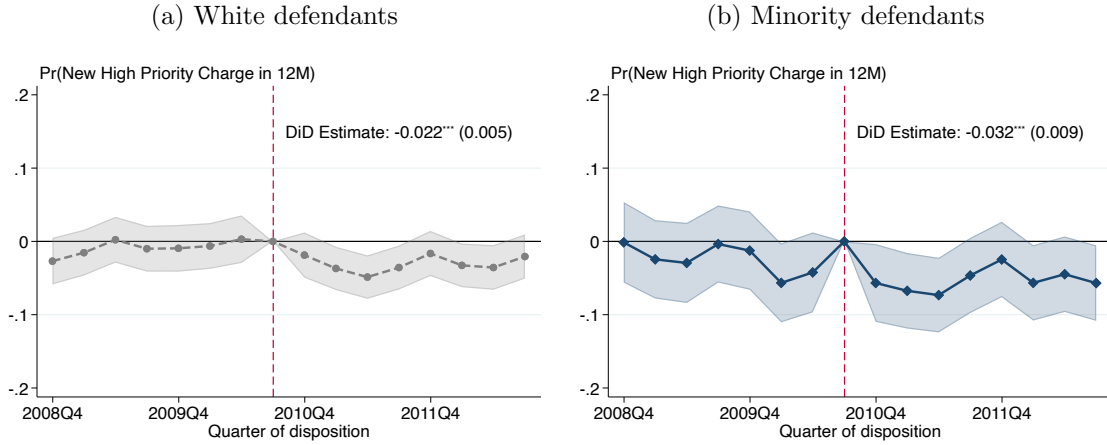 (a) White defendants
Pr(New High Priority Charge in 12M)
.2
DiD Estimate: -0.022*** (0.005)
.1
0
-.1
-.2
2008Q4 2009Q4 2010Q4 2011Q4
Quarter of disposition
(b) Minority defendants
Pr(New High Priority Charge in 12M)
.2
DiD Estimate: -0.032*** (0.009)
.1
0
-.1
-.2
2008Q4 2009Q4 2010Q4 2011Q4
Quarter of disposition